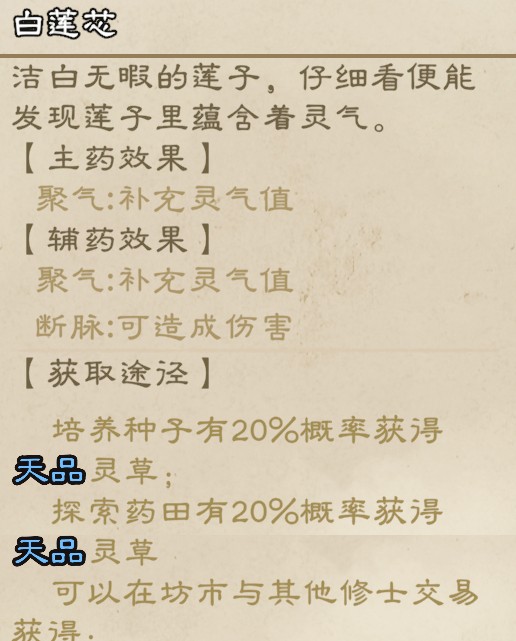 白莲芯
洁白无暇的莲子，仔细看便能
发现莲子里蕴含着灵气。
【主药效果】
聚气:补充灵气值
【辅药效果】
聚气:补充灵气值
断脉:可造成伤害
【获取途径】
培养种子有20%概率获得
天品灵草;
探索药田有20%概率获得
天品灵草
可以在坊市与其他修士交易
获得;